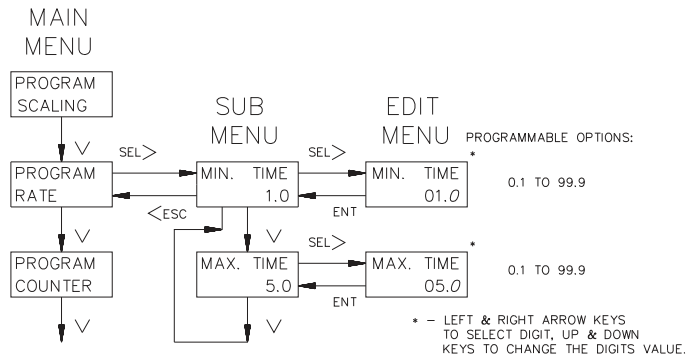 MAIN
MENU
PROGRAM
SCALING
SUB
MENU
EDIT
MENU
PROGRAMMABLE OPTIONS:
∨
SEL>
SEL>
*
PROGRAM
RATE
MIN. TIME
1.0
MIN. TIME
01.0
0.1 TO 99.9
<ESC
ENT
∨
∨
SEL>
*
PROGRAM
COUNTER
MAX. TIME
5.0
MAX. TIME
05.0
0.1 TO 99.9
ENT
∨
∨
* – LEFT & RIGHT ARROW KEYS
TO SELECT DIGIT, UP & DOWN
KEYS TO CHANGE THE DIGITS VALUE.